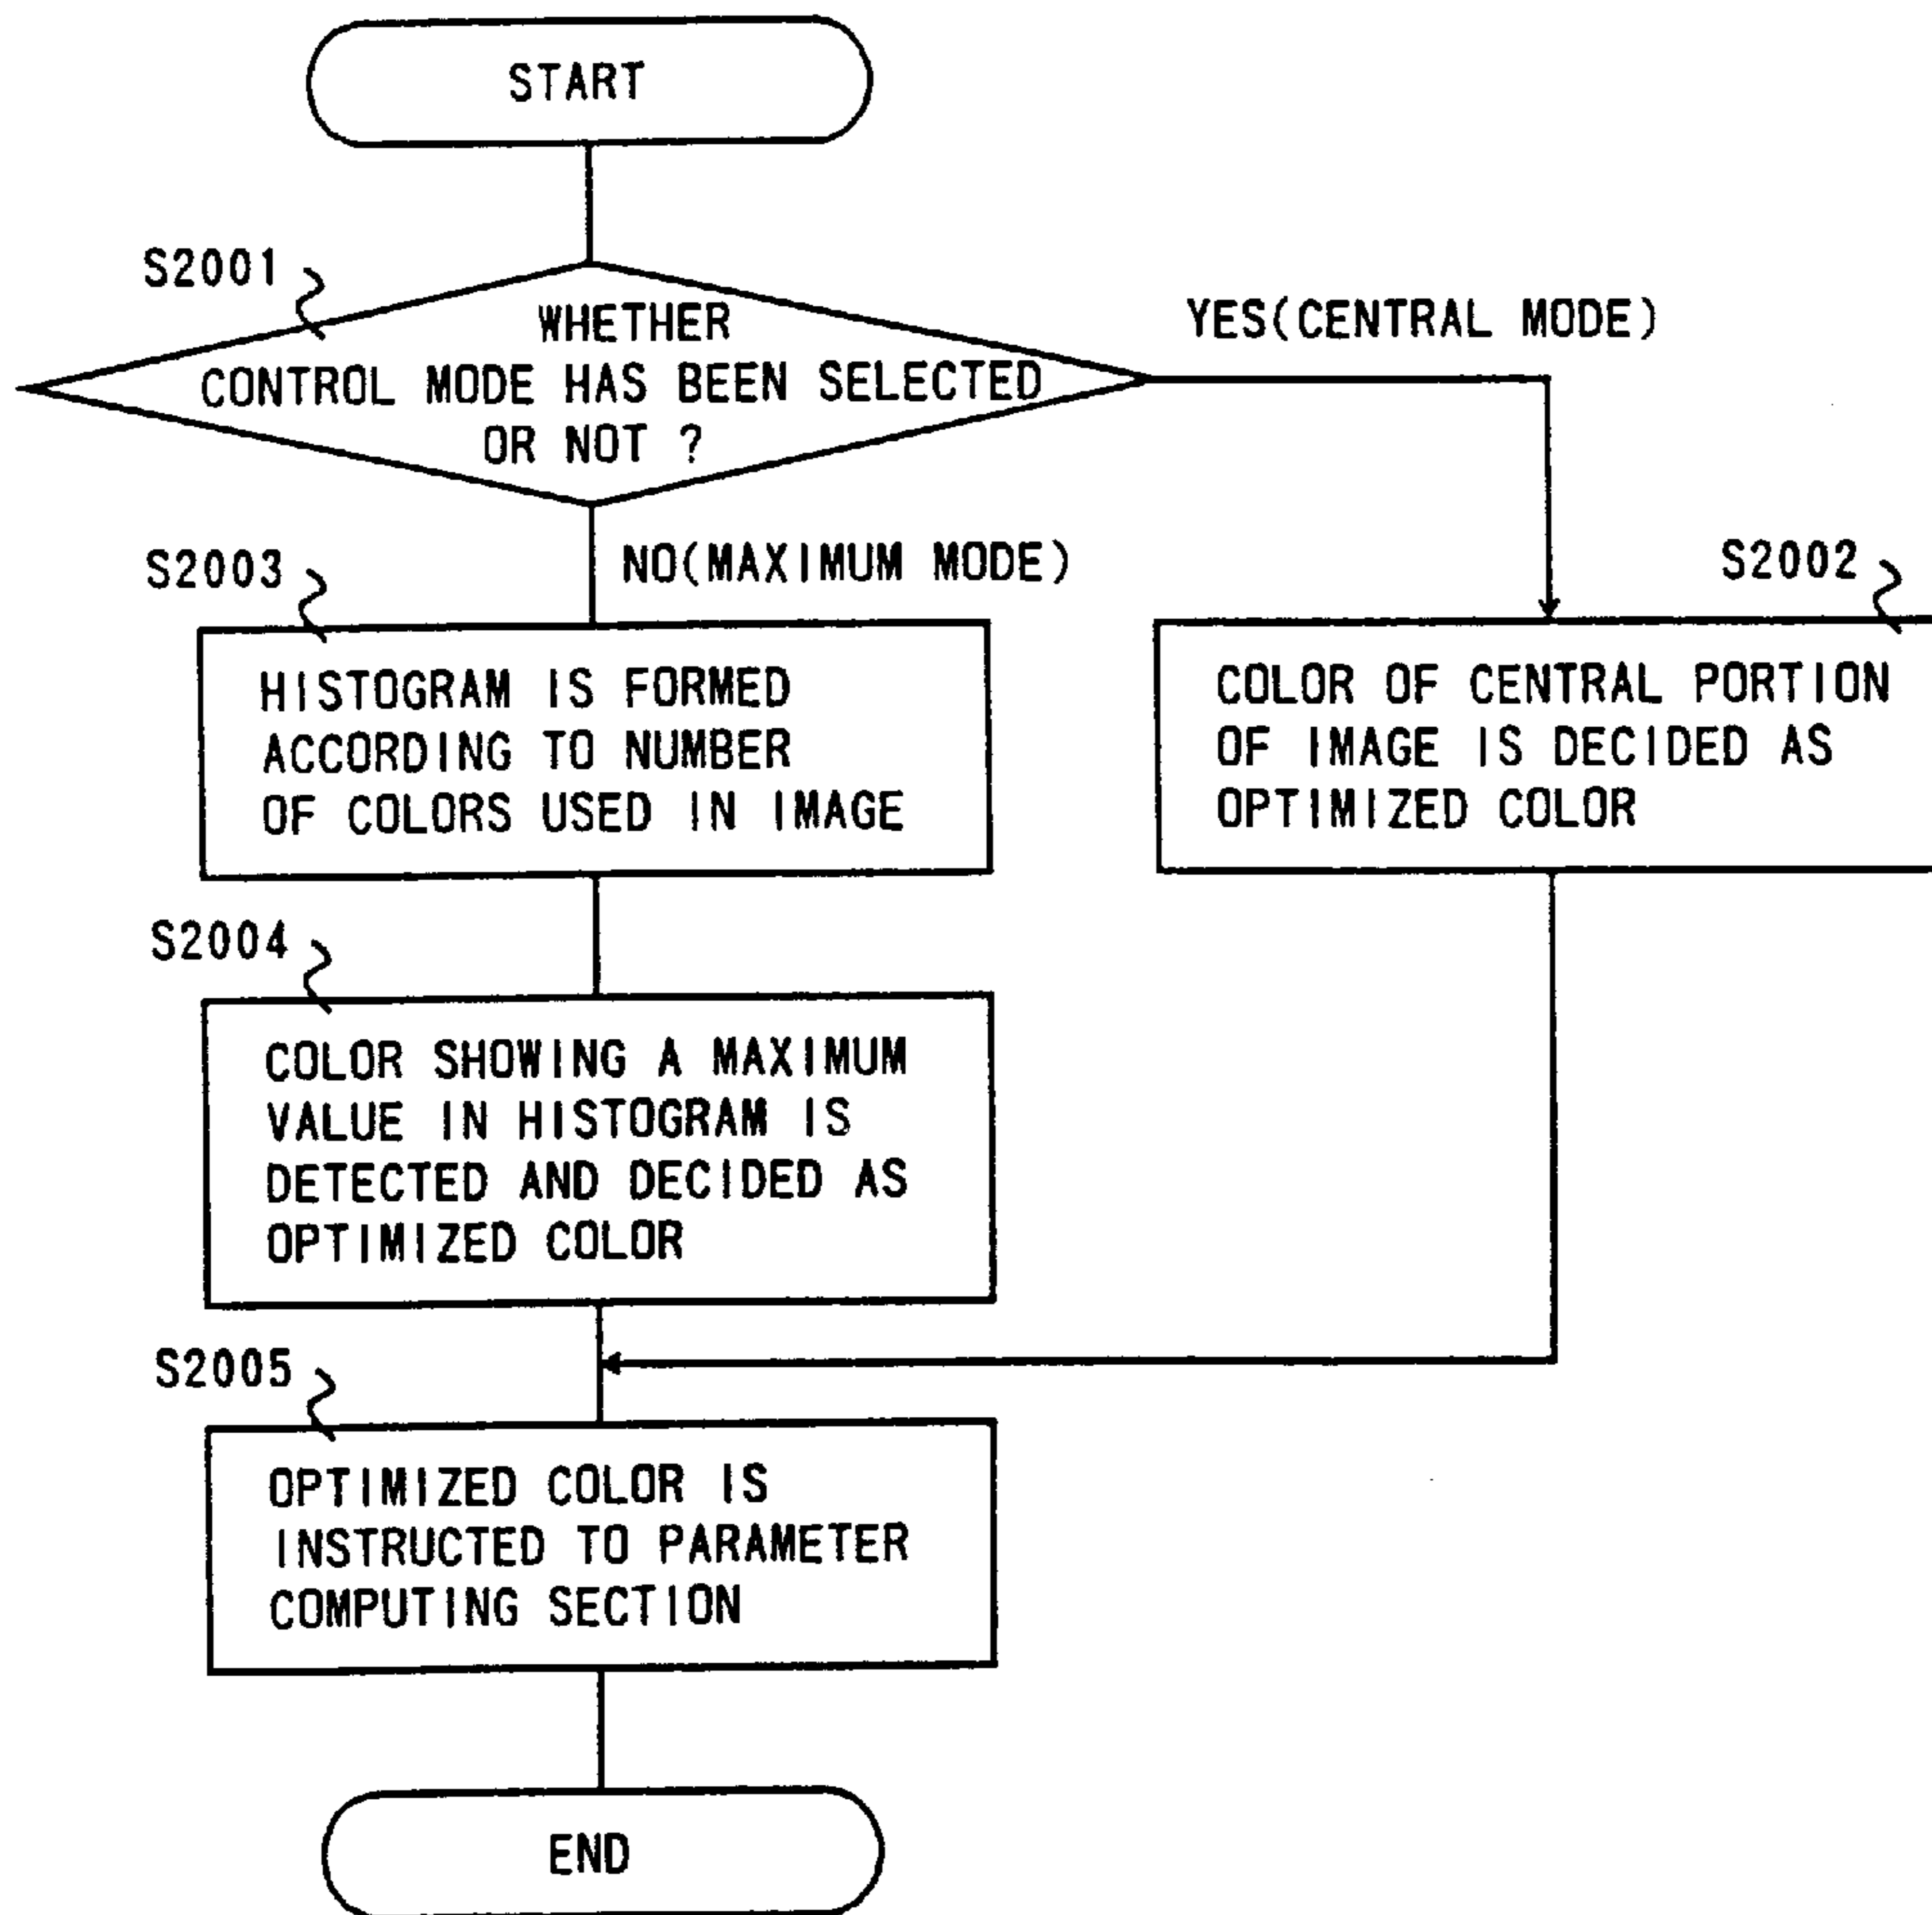 START
S2001
WHETHER
CONTROL MODE HAS BEEN SELECTED
OR NOT ?
YES(CENTRAL MODE)
NO(MAXIMUM MODE)
S2003
HISTOGRAM IS FORMED
ACCORDING TO NUMBER
OF COLORS USED IN IMAGE
S2002
COLOR OF CENTRAL PORTION
OF IMAGE IS DECIDED AS
OPTIMIZED COLOR
S2004
COLOR SHOWING A MAXIMUM
VALUE IN HISTOGRAM IS
DETECTED AND DECIDED AS
OPTIMIZED COLOR
S2005
OPTIMIZED COLOR IS
INSTRUCTED TO PARAMETER
COMPUTING SECTION
END